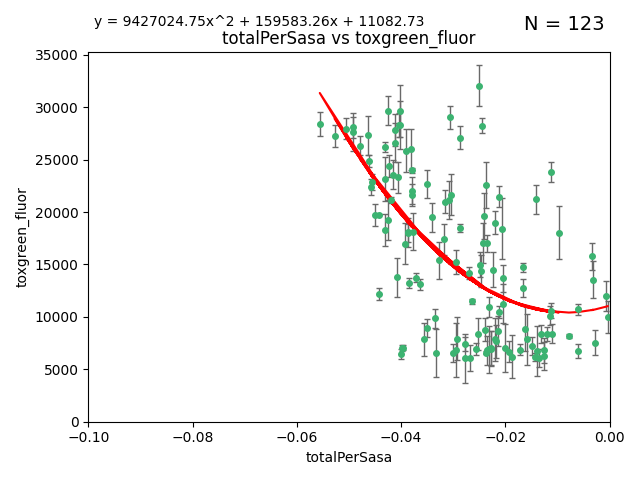 y = 9427024.75x^2 + 159583.26x + 11082.73
N = 123
totalPerSasa vs toxgreen_fluor
35000
30000
25000
20000
15000
10000
5000
0
toxgreen_fluor
−0.10
−0.08
−0.06
−0.04
−0.02
0.00
totalPerSasa